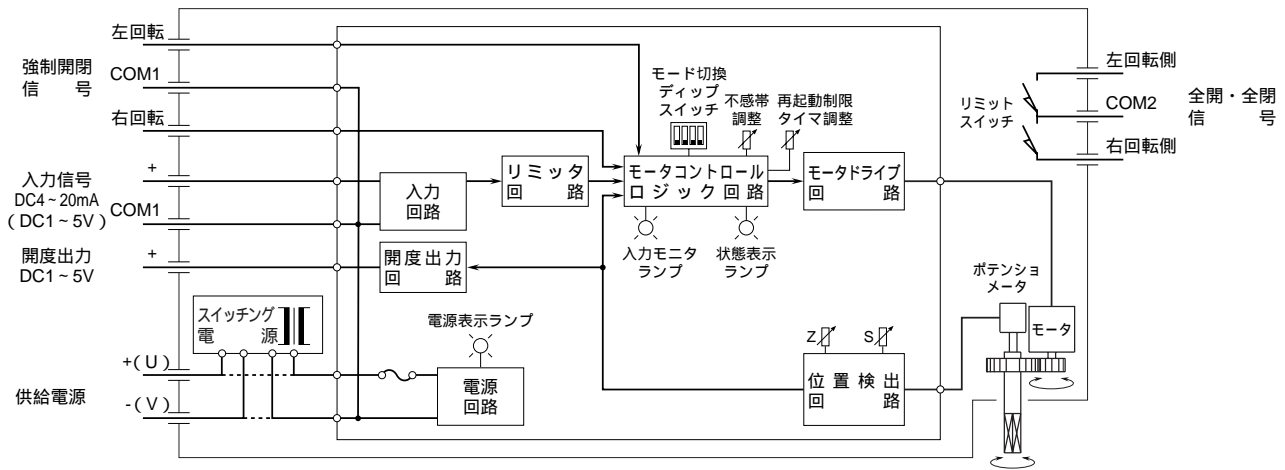 左回転
強制開閉
信 号
COM1
右回転
+
入力信号
DC4~20mA
(DC1~5V)
COM1
開度出力
DC1~5V
+
供給電源
+(U)
-(V)
スイッチング
電 源
入力
回路
開度出力
回 路
電源表示ランプ
電源
回路
リミッタ
回 路
モード切換
ディップ
スイッチ
不感帯
調整
再起動制限
タイマ調整
モータコントロール
ロジック回路
入力モニタ
ランプ
状態表示
ランプ
モータドライブ
回 路
Z
S
位置検出
回 路
ポテンショ
メータ
モータ
リミット
スイッチ
左回転側
COM2
右回転側
全開・全閉
信 号